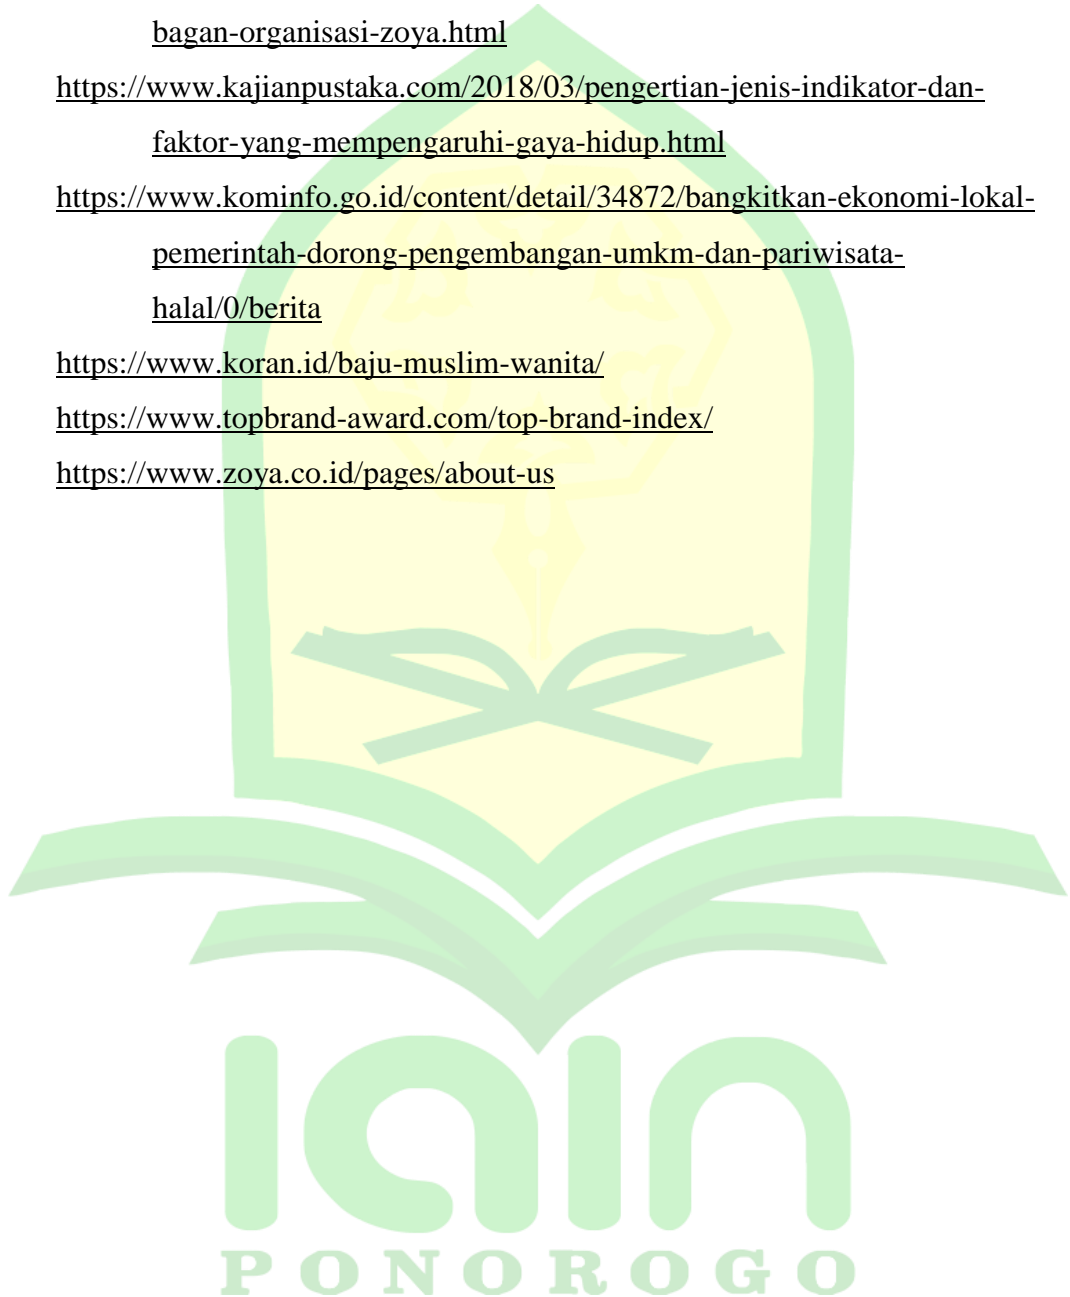 bagan-organisasi-zoya.html
https://www.kajianpustaka.com/2018/03/pengertian-jenis-indikator-dan-
faktor-yang-mempengaruhi-gaya-hidup.html
https://www.kominfo.go.id/content/detail/34872/bangkitkan-ekonomi-lokal-
pemerintah-dorong-pengembangan-umkm-dan-pariwisata-
halal/0/berita
https://www.koran.id/baju-muslim-wanita/
https://www.topbrand-award.com/top-brand-index/
https://www.zoya.co.id/pages/about-us
iain
PONOROGO